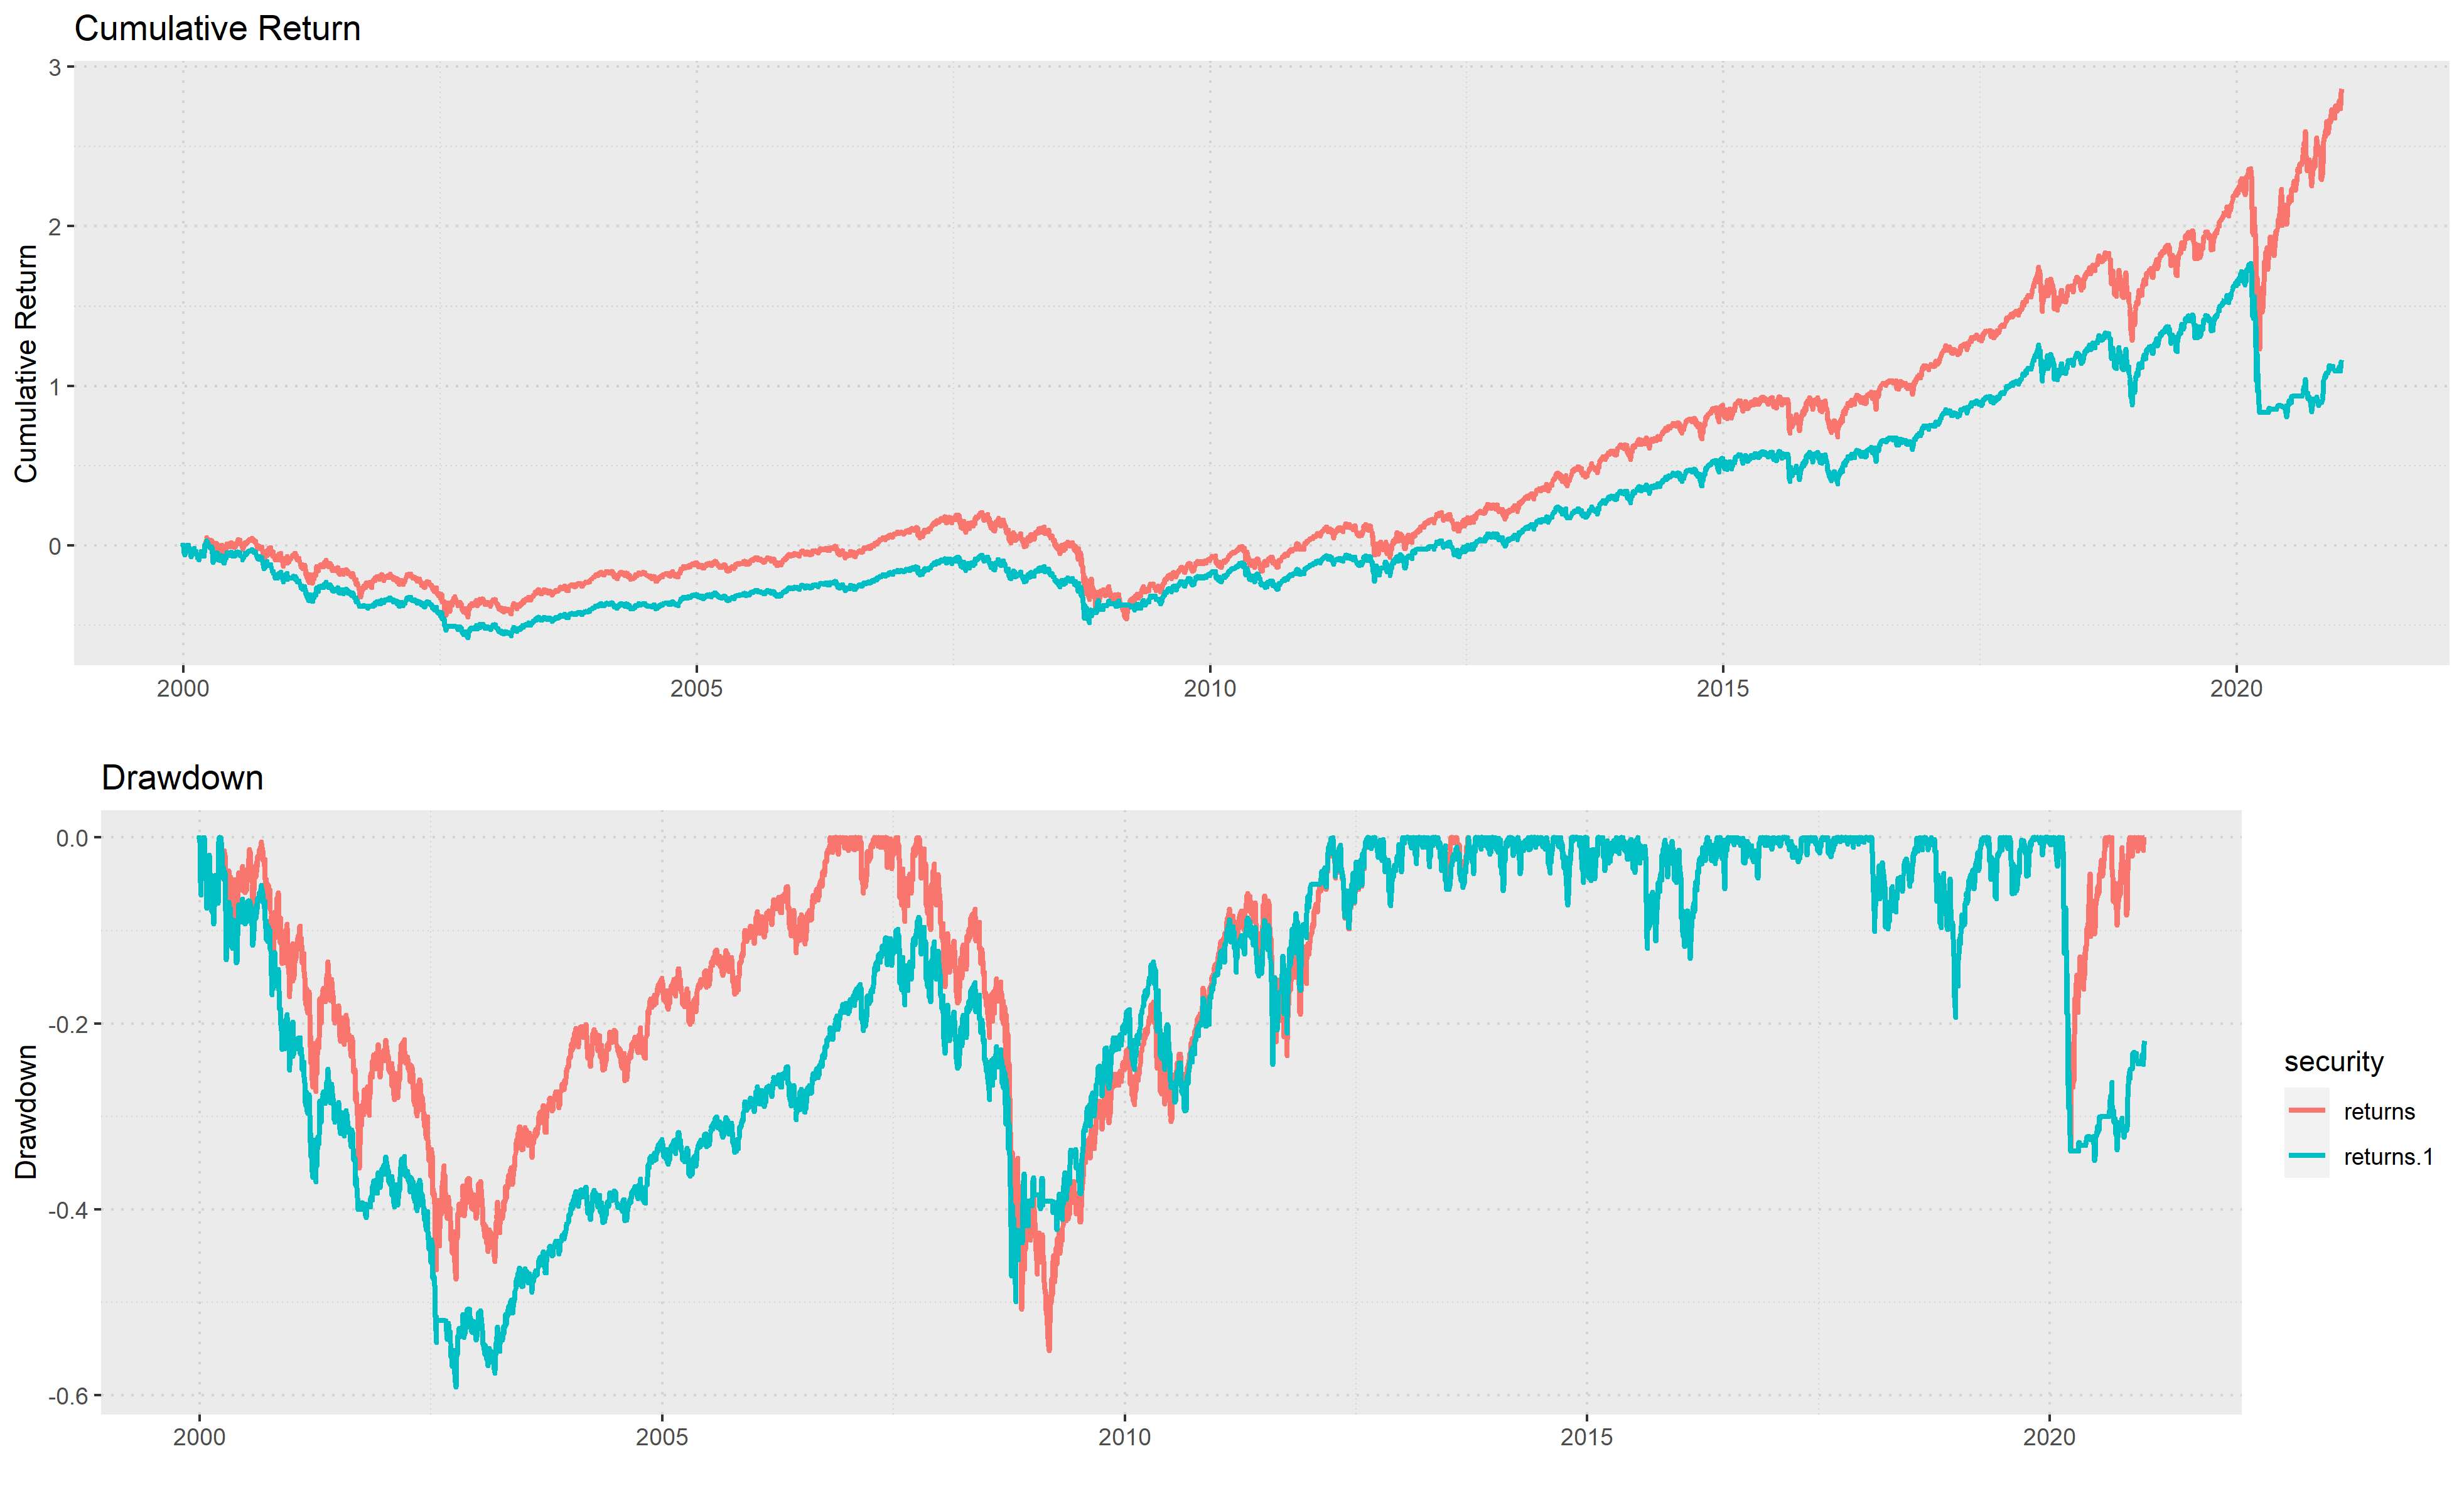 Cumulative Return
Cumulative Return
3
2
1
0
2000 2005 2010 2015 2020
Drawdown
Drawdown
0.0
-0.2
-0.4
-0.6
2000 2005 2010 2015 2020
security
returns
returns.1